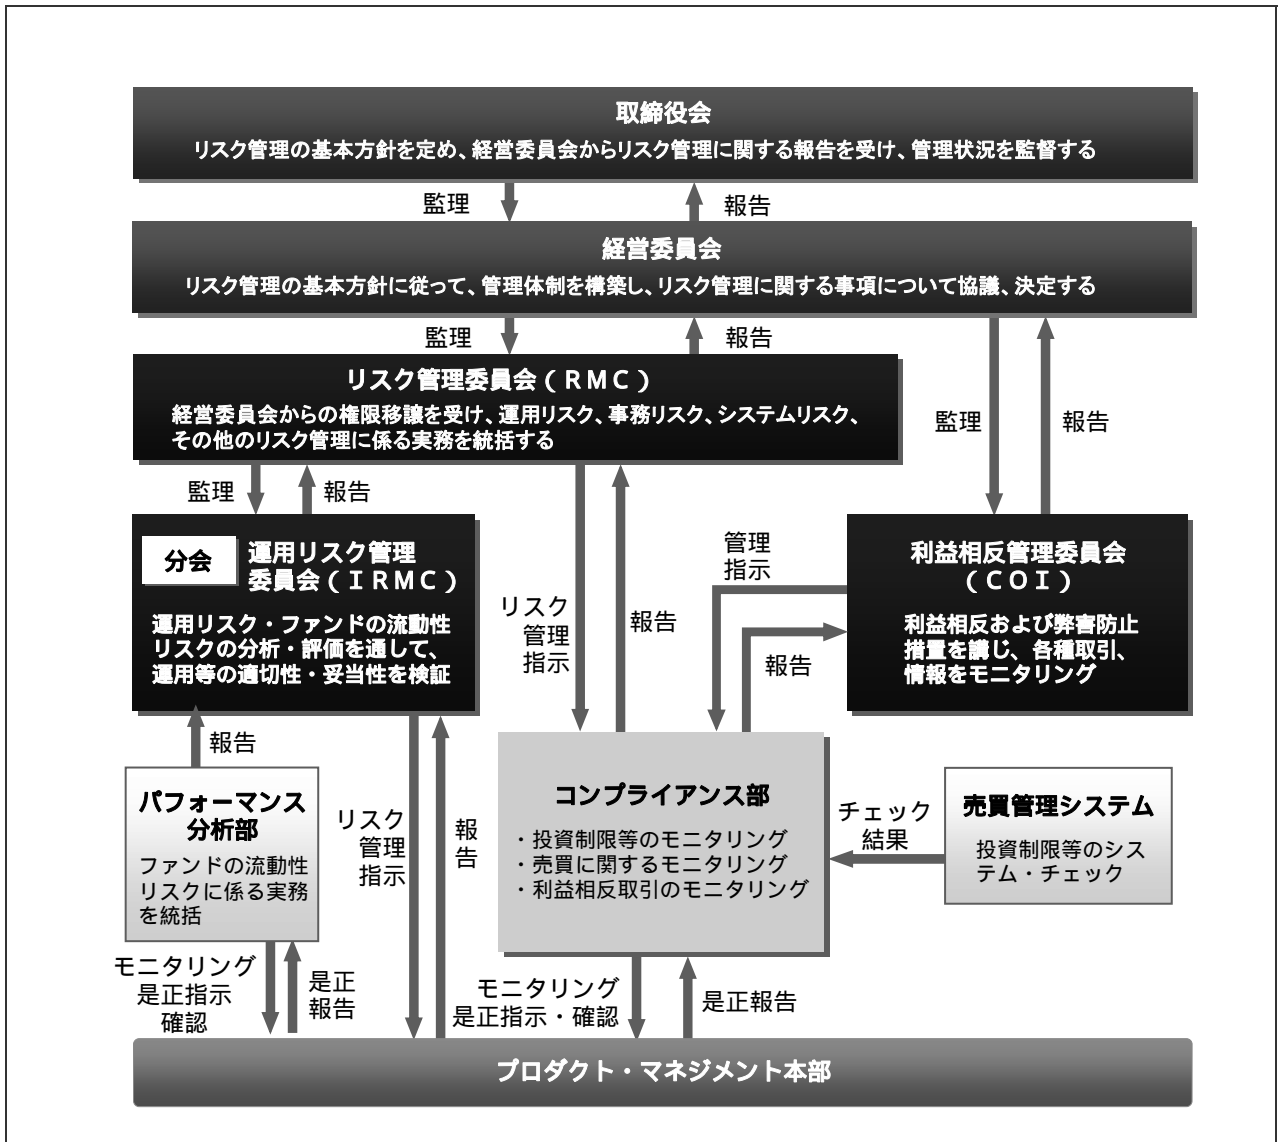 取締役会
リスク管理の基本方針を定め、経営委員会からリスク管理に関する報告を受け、管理状況を監督する
監理
報告
経営委員会
リスク管理の基本方針に従って、管理体制を構築し、リスク管理に関する事項について協議、決定する
監理
報告
リスク管理委員会(RMC)
経営委員会からの権限移譲を受け、運用リスク、事務リスク、システムリスク、
その他のリスク管理に係る実務を統括する
監理
報告
監理
報告
分会
運用リスク管理
委員会(IRMC)
運用リスク・ファンドの流動性
リスクの分析・評価を通して、
運用等の適切性・妥当性を検証
リスク
管理
指示
報告
管理
指示
報告
利益相反管理委員会
(COI)
利益相反および弊害防止
措置を講じ、各種取引、
情報をモニタリング
報告
パフォーマンス
分析部
ファンドの流動性
リスクに係る実務
を統括
リスク
管理
指示
報
告
コンプライアンス部
・投資制限等のモニタリング
・売買に関するモニタリング
・利益相反取引のモニタリング
チェック
結果
売買管理システム
投資制限等のシス
テム・チェック
モニタリング
是正指示
確認
是正
報告
モニタリング
是正指示・確認
是正報告
プロダクト・マネジメント本部